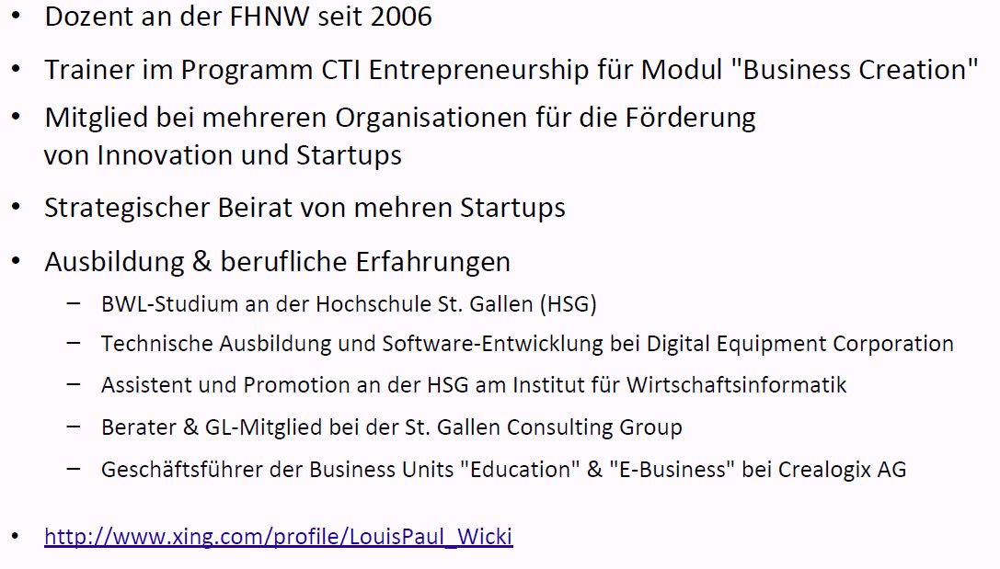 • Dozent an der FHNW seit 2006
• Trainer im Programm CTI Entrepreneurship für Modul "Business Creation"
• Mitglied bei mehreren Organisationen für die Förderung
von Innovation und Startups
• Strategischer Beirat von mehren Startups
• Ausbildung & berufliche Erfahrungen
– BWL-Studium an der Hochschule St. Gallen (HSG)
– Technische Ausbildung und Software-Entwicklung bei Digital Equipment Corporation
– Assistent und Promotion an der HSG am Institut für Wirtschaftsinformatik
– Berater & GL-Mitglied bei der St. Gallen Consulting Group
– Geschäftsführer der Business Units "Education" & "E-Business" bei Crealogix AG
• http://www.xing.com/profile/LouisPaul_Wicki